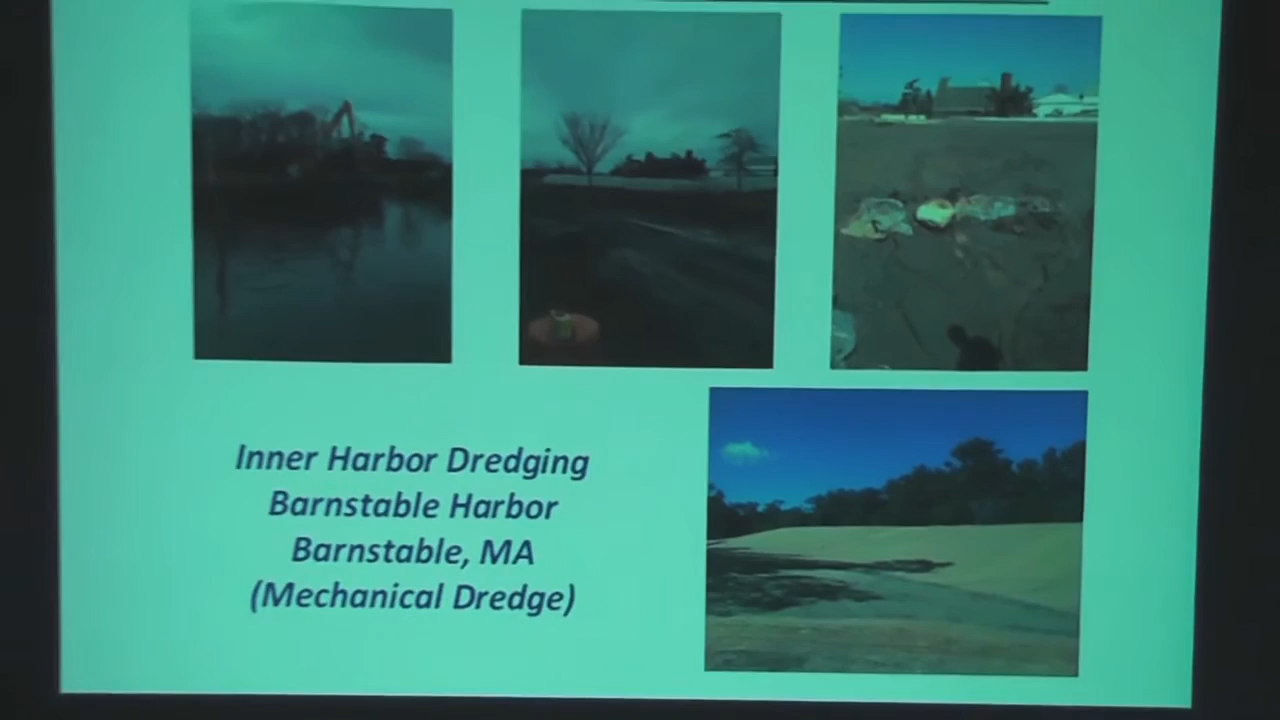 Inner Harbor Dredging
Barnstable Harbor
Barnstable, MA
(Mechanical Dredge)